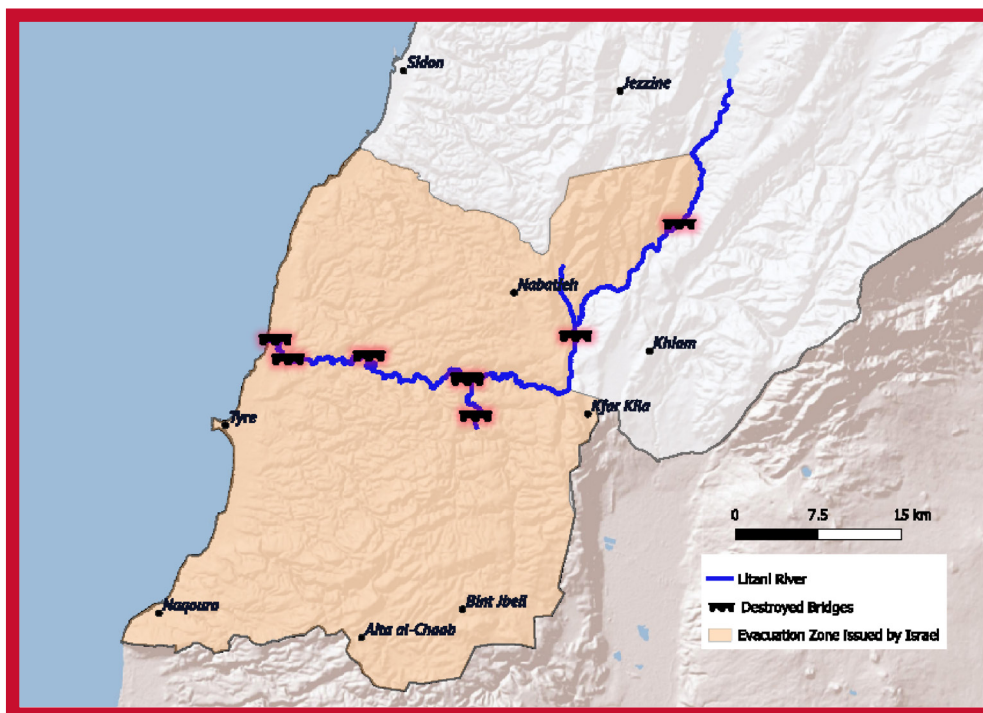 Sidon
Jezzine
Nabatieh
Khiam
Kfar Kila
Tyre
0 7.5 15 km
Litani River
Destroyed Bridges
Evacuation Zone issued by Israel
Naqoura
Bint Jbeil
Aita al-Chaab